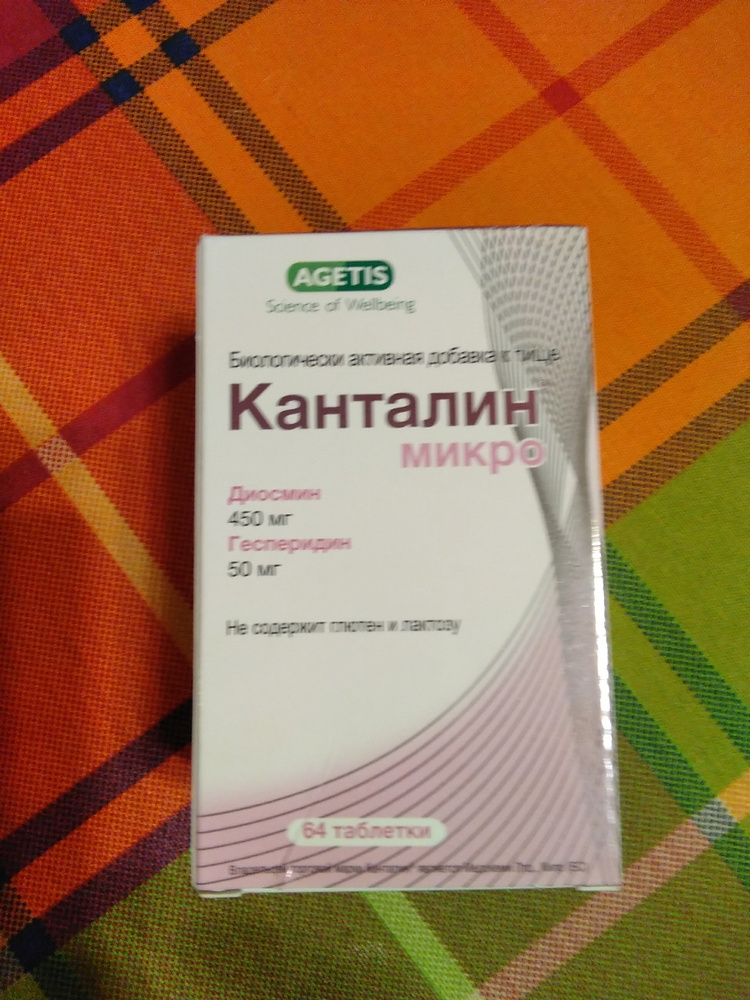 AGETIS
Science of Wellbeing
Биологически активная добавка к пище
Канталин
микро
Диосмин
450 мг
Гесперидин
50 мг
Не содержит глютен и лактозу
64 таблетки